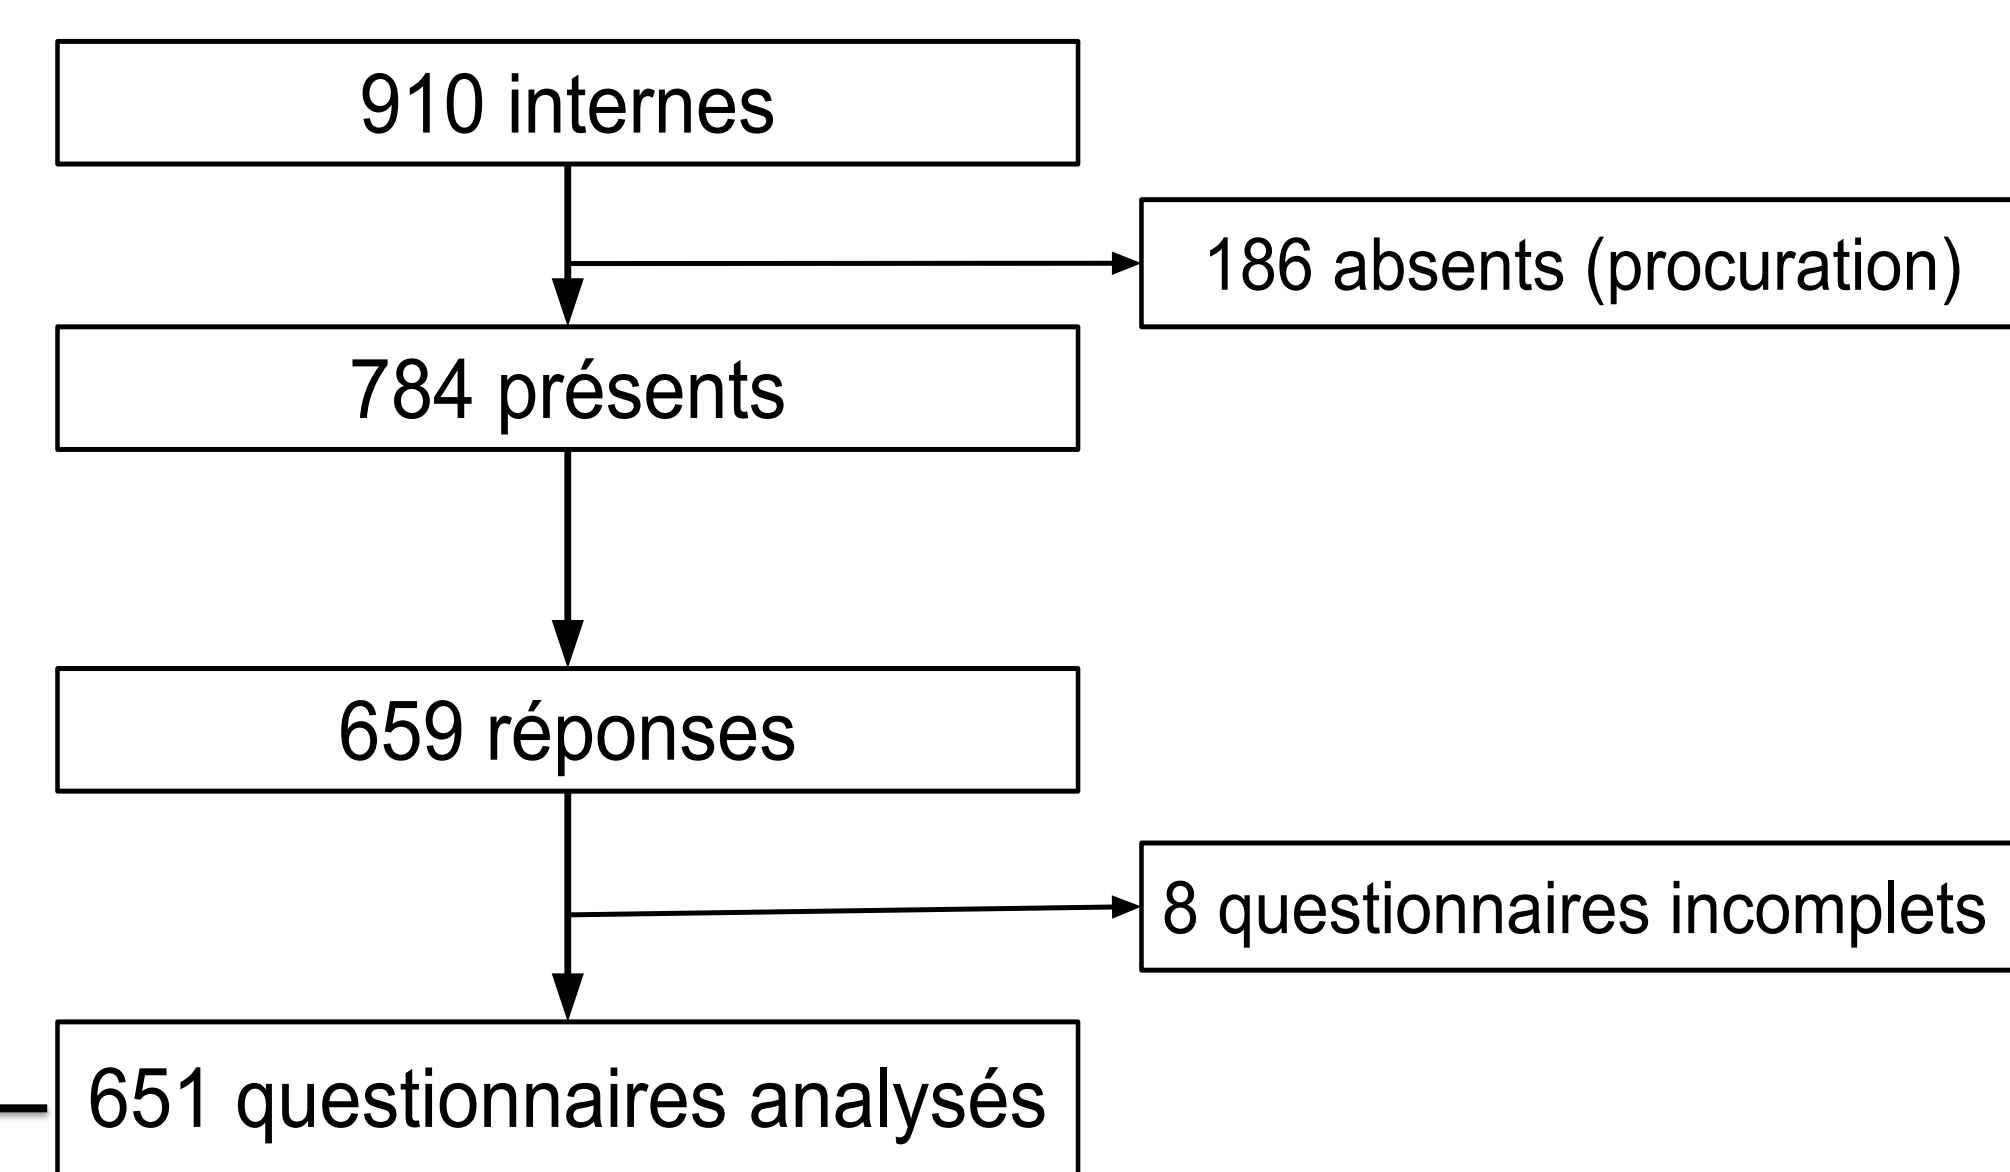 910 internes
186 absents (procuration)
784 présents
659 réponses
8 questionnaires incomplets
651 questionnaires analysés